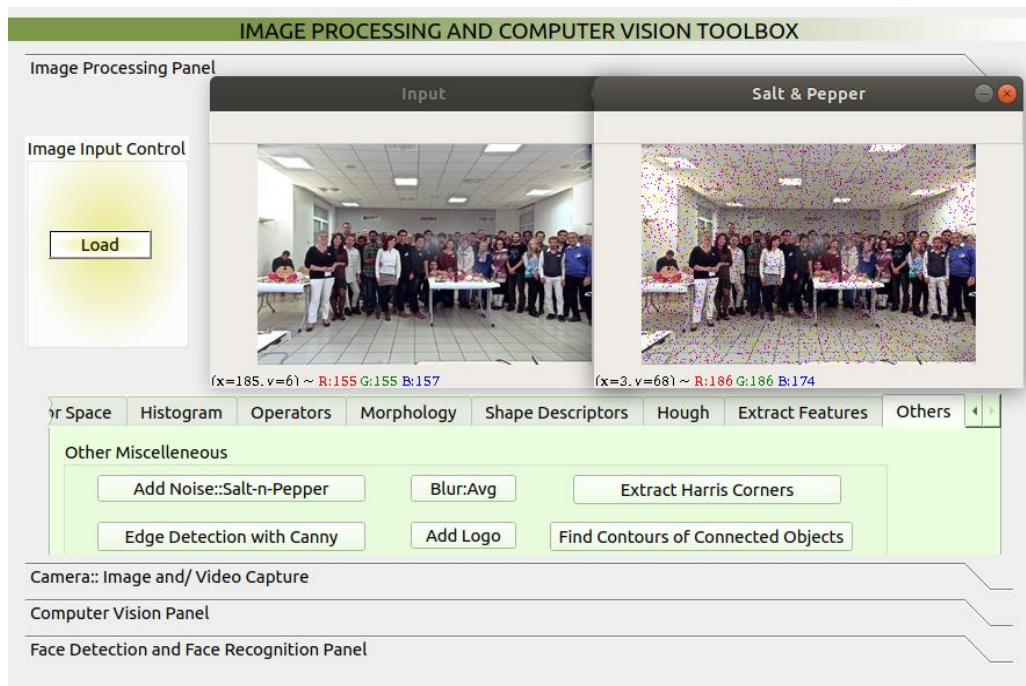 IMAGE PROCESSING AND COMPUTER VISION TOOLBOX
Image Processing Panel
Input
Salt & Pepper
Image Input Control
Load
(x=185, y=6) ~ R:155 G:155 B:157
(x=3, y=68) ~ R:186 G:186 B:174
or Space Histogram Operators Morphology Shape Descriptors Hough Extract Features Others
Other Miscelleneous
Add Noise::Salt-n-Pepper Blur:Avg Extract Harris Corners
Edge Detection with Canny Add Logo Find Contours of Connected Objects
Camera:: Image and/ Video Capture
Computer Vision Panel
Face Detection and Face Recognition Panel